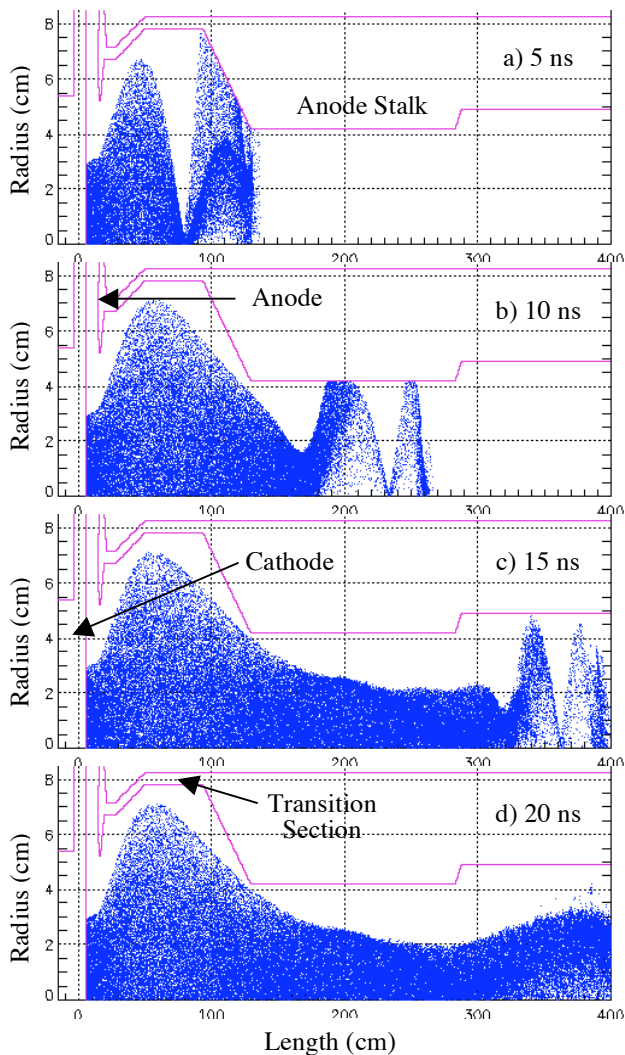 8
6
4
2
0
Radius (cm)
a) 5 ns
Anode Stalk
0
100
200
300
400
8
6
4
2
0
Radius (cm)
Anode
b) 10 ns
0
100
200
300
400
8
6
4
2
0
Radius (cm)
Cathode
c) 15 ns
0
100
200
300
400
8
6
4
2
0
Radius (cm)
Transition
Section
d) 20 ns
0
100
200
300
400
Length (cm)